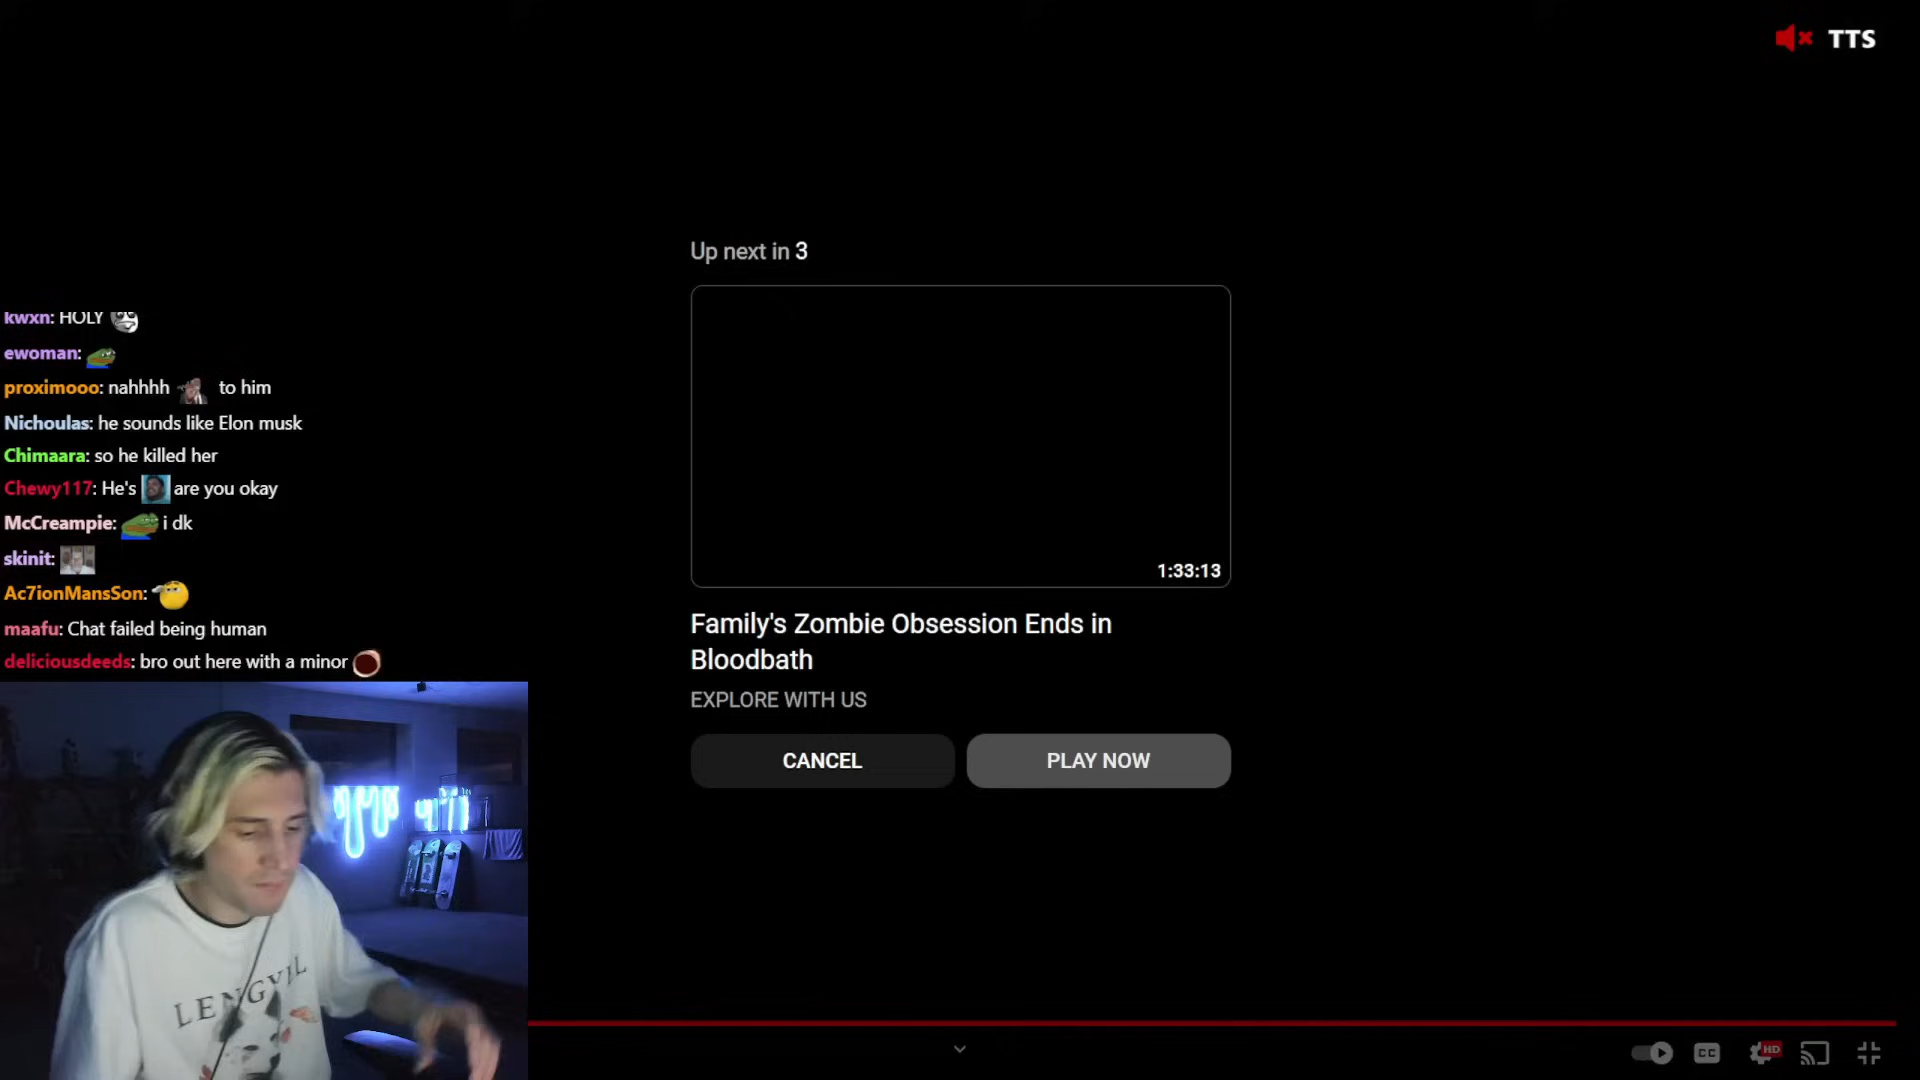 TTS
Up next in 3
1:33:13
Family's Zombie Obsession Ends in
Bloodbath
EXPLORE WITH US
CANCEL
PLAY NOW
kwxn: HOLY
ewoman:
proximooo: nahhhh to him
Nichoulas: he sounds like Elon musk
Chimaara: so he killed her
Chewy117: He's are you okay
McCreampie: i dk
skinit:
Ac7ionMansSon:
maafu: Chat failed being human
deliciousdeeds: bro out here with a minor
LENGVIL
CC
HD